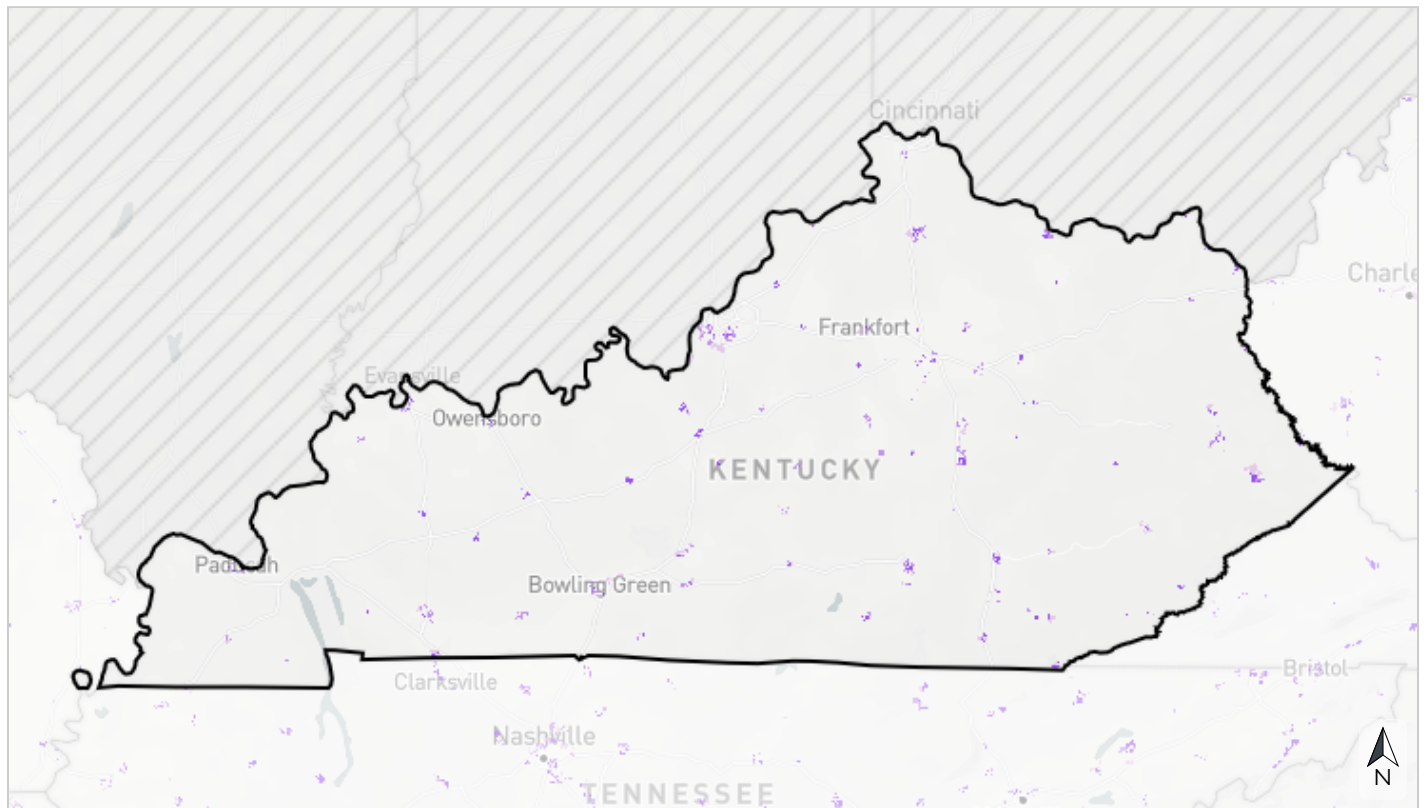 Cincinnati
Charle
Frankfort
Evansville
Owensboro
KENTUCKY
Paducah
Bowling Green
Bristol
Clarksville
Nashville
TENNESSEE
N